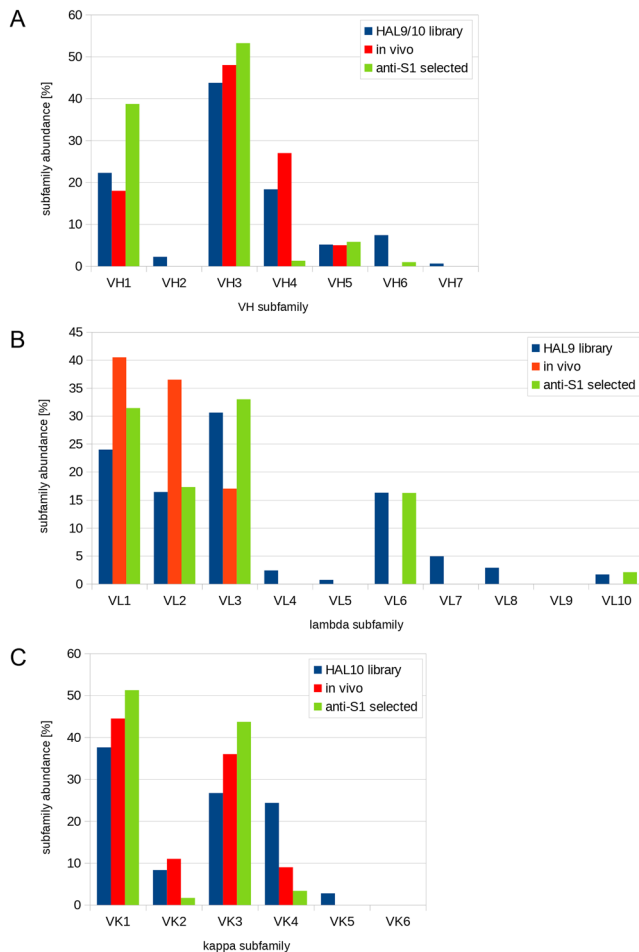 A
60
50
40
30
20
10
0
subfamily abundance [%]
HAL9/10 library
in vivo
anti-S1 selected
VH1 VH2 VH3 VH4 VH5 VH6 VH7
VH subfamily
B
45
40
35
30
25
20
15
10
5
0
subfamily abundance [%]
HAL9 library
in vivo
anti-S1 selected
VL1 VL2 VL3 VL4 VL5 VL6 VL7 VL8 VL9 VL10
lambda subfamily
C
60
50
40
30
20
10
0
subfamily abundance [%]
HAL10 library
in vivo
anti-S1 selected
VK1 VK2 VK3 VK4 VK5 VK6
kappa subfamily